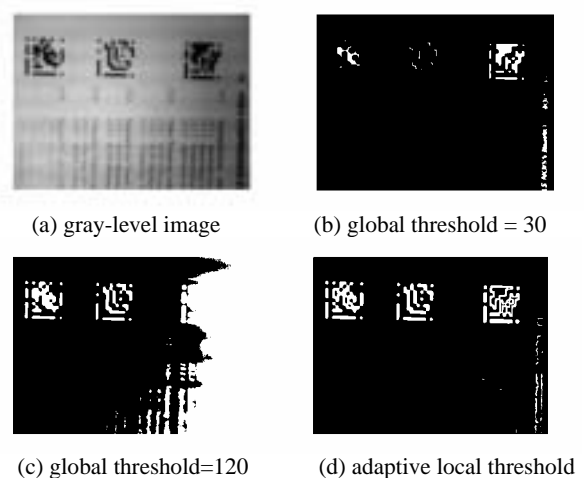 (a) gray-level image
(b) global threshold = 30
(c) global threshold=120
(d) adaptive local threshold